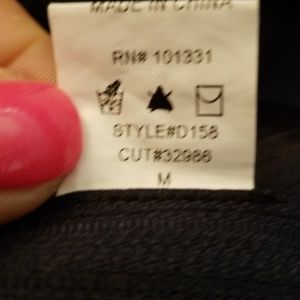 MADE IN CHINA
RN# 101331
STYLE#D158
CUT#32986
M